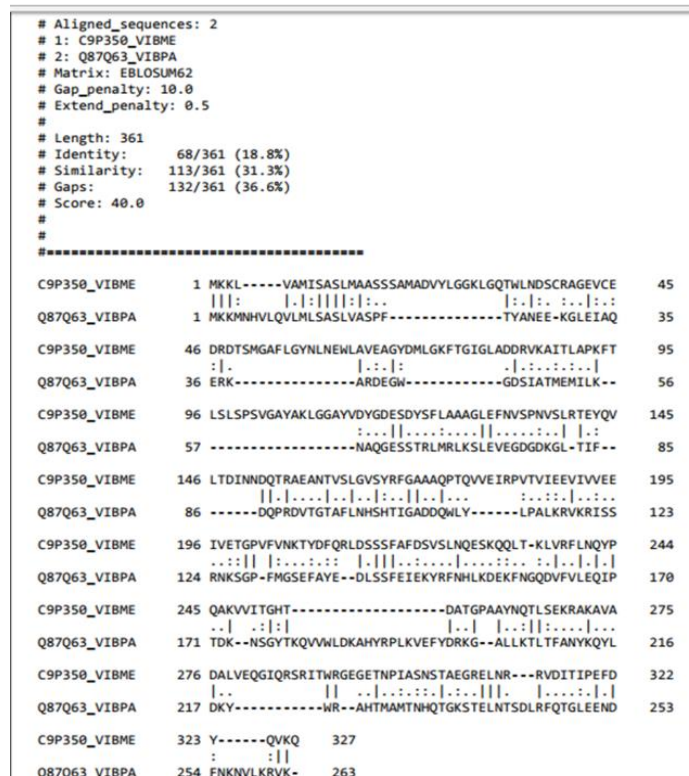 # Aligned_sequences: 2
# 1: C9P350_VIBME
# 2: Q87Q63_VIBPA
# Matrix: EBLOSUM62
# Gap_penalty: 10.0
# Extend_penalty: 0.5
#
# Length: 361
# Identity: 68/361 (18.8%)
# Similarity: 113/361 (31.3%)
# Gaps: 132/361 (36.6%)
# Score: 40.0
#
#
#=======================================
C9P350_VIBME 1 MKKL-----VAMISASLMAASSSAMADVYLGGKLGQTWLNDSCRAGEVCE 45
|||: |.|:||||:|:.. |:.|:. :..|:.:
Q87Q63_VIBPA 1 MKKMNHVLQVLMLSASLVASPF--------------TYANEE-KGLEIAQ 35
C9P350_VIBME 46 DRDTSMGAFLGYNLNEWLAVEAGYDMLGKFTGIGLADDRVKAITLAPKFT 95
:|. |.:.|: .|.:..:.:..|
Q87Q63_VIBPA 36 ERK---------------ARDEGW------------GDSIATMEMILK-- 56
C9P350_VIBME 96 LSLSPSVGAYAKLGGAYVDYGDESDYSFLAAAGLEFNVSPNVSLRTEYQV 145
:...||....:....||.....:..| |.:
Q87Q63_VIBPA 57 -----------------NAQGESSTRLMRLKSLEVEGDGDKGL-TIF-- 85
C9P350_VIBME 146 LTDINNDQTRAEANTVSLGVSYRFGAAAQPTQVVEIRPVTVIEEVIVVEE 195
||.|....|..|..|:..||..|... :..::.|..:..
Q87Q63_VIBPA 86 ------DQPRDVTGTAFLNHSHTIGADDQWLY------LPALKRVKRISS 123
C9P350_VIBME 196 IVETGPVFVNKTYDFQRLDSSSFAFDSVSLNQESKQQLT-KLVRFLNQYP 244
..::|| |:...:.:: |.|||..:....|....::.. :.|..|.|.|
Q87Q63_VIBPA 124 RNKSGP-FMGSEFAYE--DLSSFEIEKYRFNHLKDEKFNGQDVFVLEQIP 170
C9P350_VIBME 245 QAKVVITGHT------------------DATGPAAYNQTLSEKRAKAVA 275
..| .:|:| |..| |..:||:....|...
Q87Q63_VIBPA 171 TDK--NSGYTKQVVWLDKAHYRPLKVEFYDRKG--ALLKTLTFANYKQYL 216
C9P350_VIBME 276 DALVEQGIQRSRITWRGEGETNPIASNSTAEGRELNR---RVDITIPEFD 322
|.. || ..|..:.::.|.:..|||. |....:.|.
Q87Q63_VIBPA 217 DKY-----------WR--AHTMAMTNHQTGKSTELNTSDLRFQTGLEEND 253
C9P350_VIBME 323 Y------QVKQ 327
: :||
Q87Q63_VIBPA 254 FNKNVLKRVK- 263